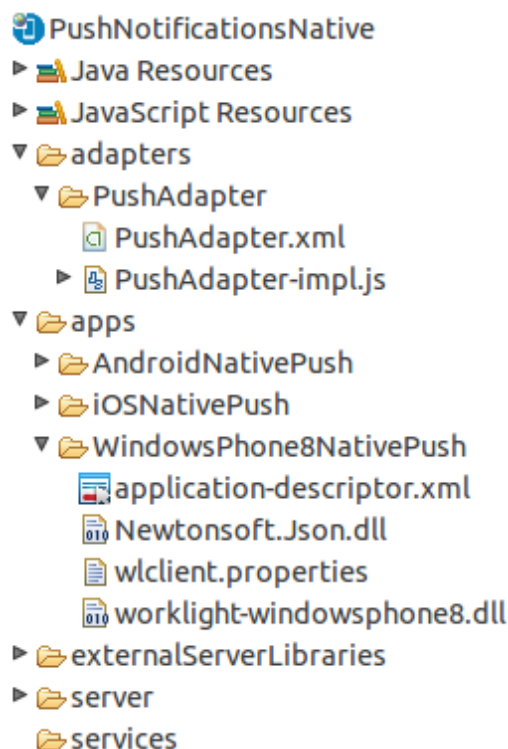 PushNotificationsNative
Java Resources
JavaScript Resources
adapters
PushAdapter
PushAdapter.xml
PushAdapter-impl.js
apps
AndroidNativePush
iOSNativePush
WindowsPhone8NativePush
application-descriptor.xml
Newtonsoft.Json.dll
wlclient.properties
worklight-windowsphone8.dll
externalServerLibraries
server
services